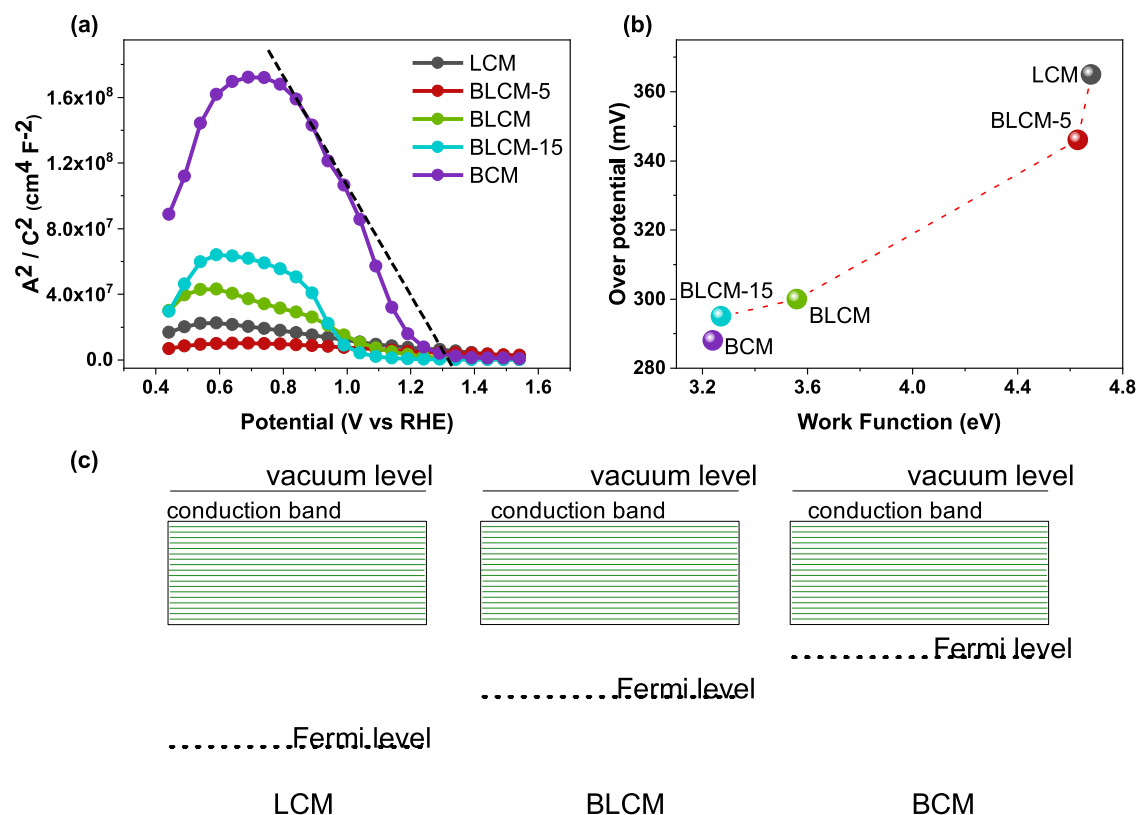 (a)
LCM
BLCM-5
BLCM
BLCM-15
BCM
1.6x10⁸
1.2x10⁸
8.0x10⁷
4.0x10⁷
0.0
A² / C² (cm⁴ F⁻²)
0.4 0.6 0.8 1.0 1.2 1.4 1.6
Potential (V vs RHE)
(b)
LCM
BLCM-5
BLCM-15
BLCM
BCM
360
340
320
300
280
Over potential (mV)
3.2 3.6 4.0 4.4 4.8
Work Function (eV)
(c)
vacuum level vacuum level vacuum level
conduction band conduction band conduction band
Fermi level
Fermi level
Fermi level
LCM BLCM BCM